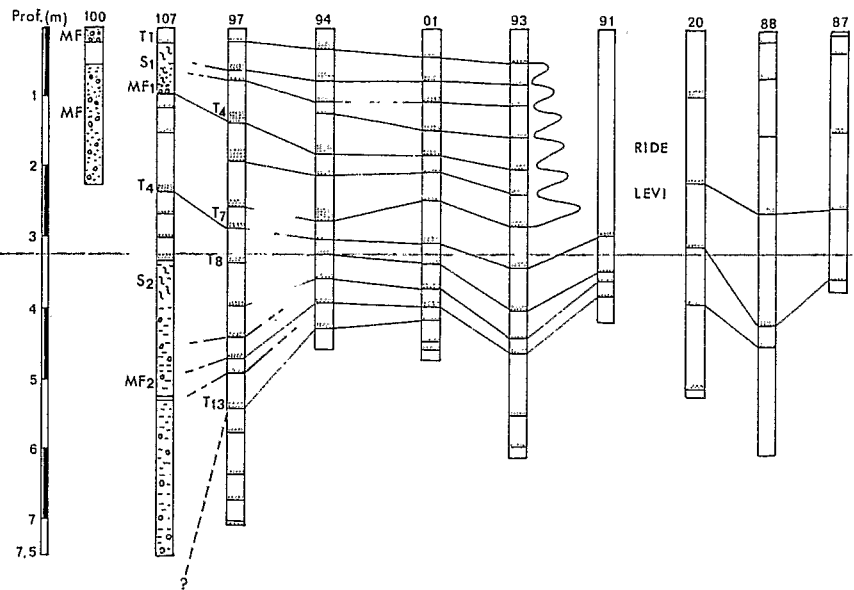 Prof.(m) 100 107 97 94 01 93 91 20 88 87
MF T1
S1
MF1
1
MF T4
RIDE
2
T4 LEVI
T7
3
T8
S2
4
5
MF2
T13
6
7
7,5
?